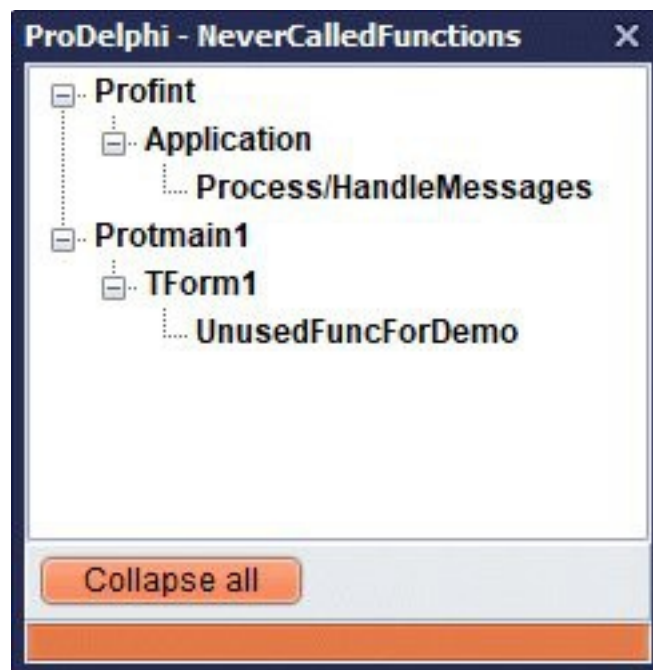 ProDelphi - NeverCalledFunctions
Profint
Application
Process/HandleMessages
Protmain1
TForm1
UnusedFuncForDemo
Collapse all